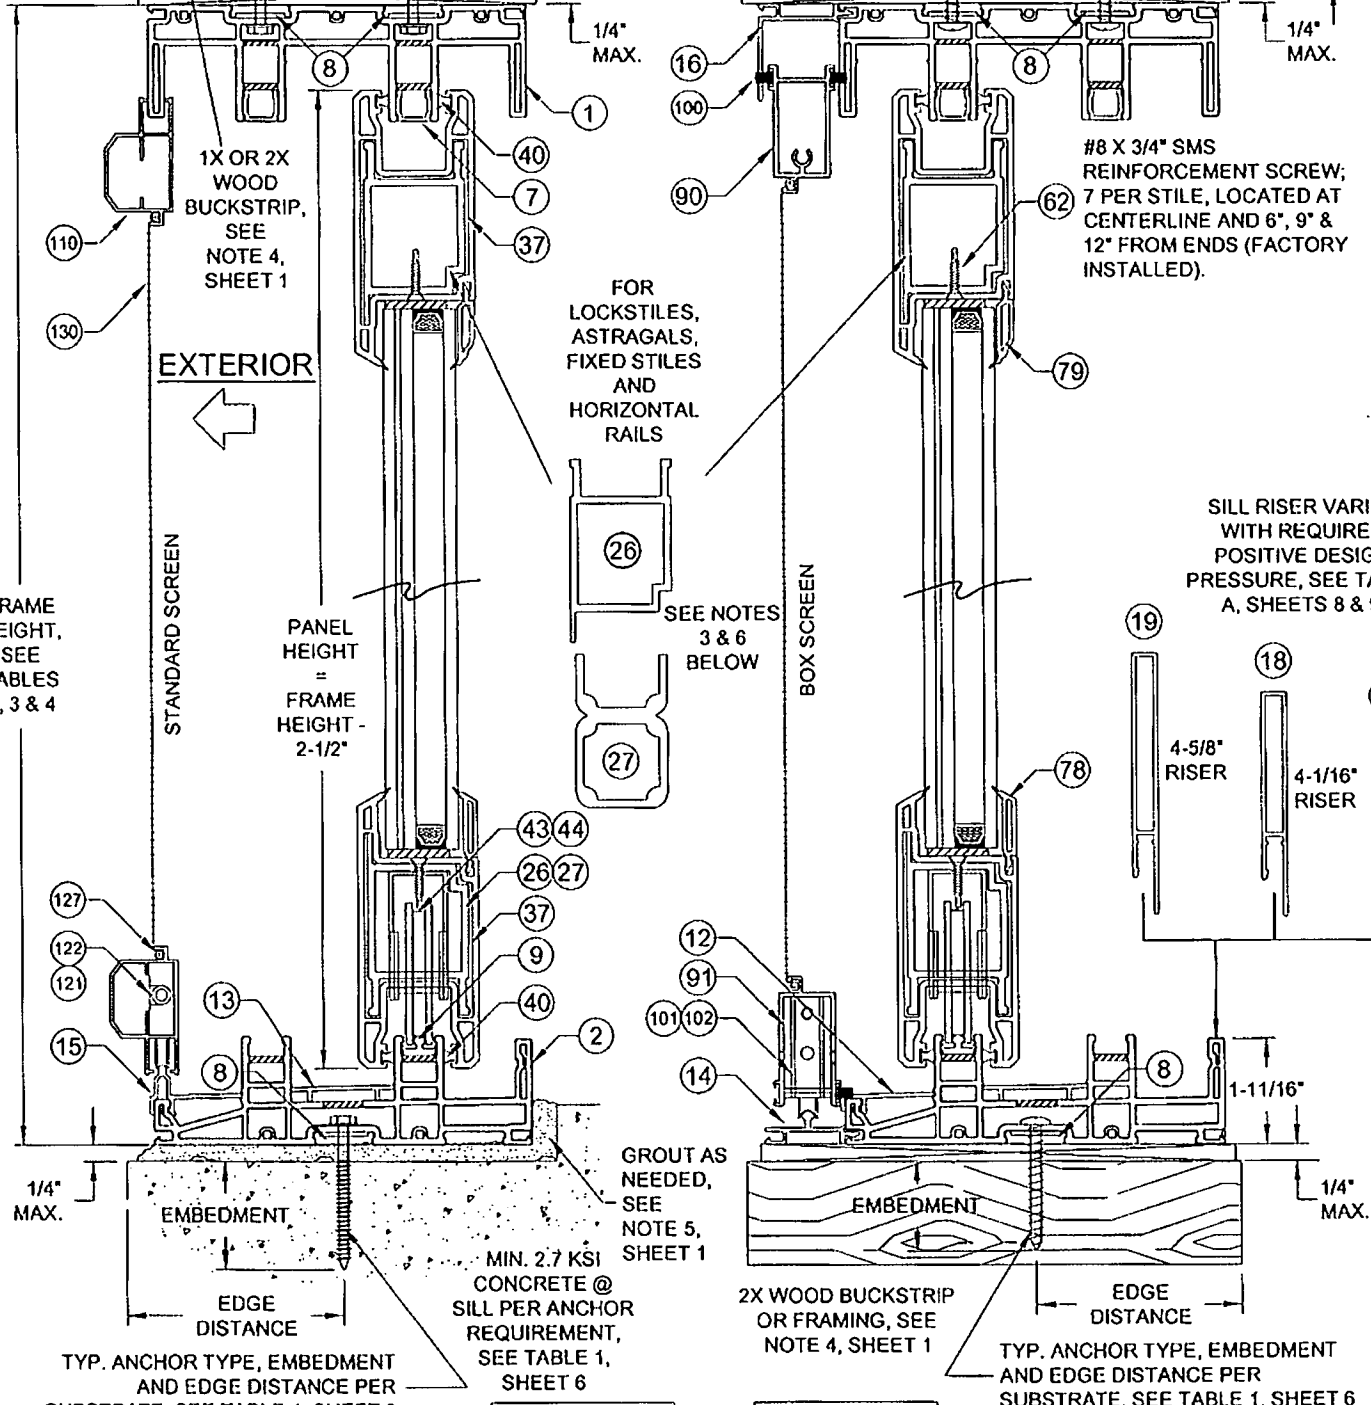 1/4"
MAX.
8
1
40
7
37
1X OR 2X
WOOD
BUCKSTRIP,
SEE
NOTE 4,
SHEET 1
110
130
EXTERIOR
FOR
LOCKSTILES,
ASTRAGALS,
FIXED STILES
AND
HORIZONTAL
RAILS
26
27
SEE NOTES
3 & 6
BELOW
STANDARD SCREEN
PANEL
HEIGHT
=
FRAME
HEIGHT -
2-1/2"
SEE
, 3 & 4
43 44
26 27
37
9
40
2
127
122
121
13
15
8
1/4"
MAX.
EMBEDMENT
EDGE
DISTANCE
GROUT AS
NEEDED,
SEE
NOTE 5,
SHEET 1
MIN. 2.7 KSI
CONCRETE @
SILL PER ANCHOR
REQUIREMENT,
SEE TABLE 1,
SHEET 6
TYP. ANCHOR TYPE, EMBEDMENT
AND EDGE DISTANCE PER
16
100
90
8
1/4"
MAX.
#8 X 3/4" SMS
REINFORCEMENT SCREW;
7 PER STILE, LOCATED AT
CENTERLINE AND 6", 9" &
12" FROM ENDS (FACTORY
INSTALLED).
62
79
BOX SCREEN
SILL RISER VARI
WITH REQUIRE
POSITIVE DESIG
PRESSURE, SEE TA
A, SHEETS 8 &
19
18
4-5/8"
RISER
4-1/16"
RISER
78
12
91
101 102
14
8
1-11/16"
1/4"
MAX.
EMBEDMENT
EDGE
DISTANCE
2X WOOD BUCKSTRIP
OR FRAMING, SEE
NOTE 4, SHEET 1
TYP. ANCHOR TYPE, EMBEDMENT
AND EDGE DISTANCE PER
SUBSTRATE, SEE TABLE 1, SHEET 6